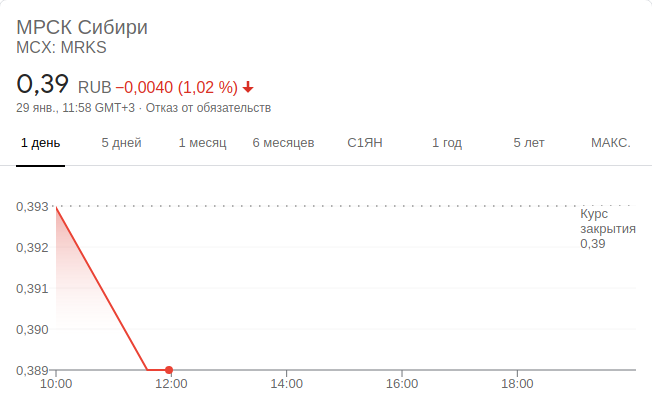 МРСК Сибири
MCX: MRKS
0,39 RUB −0,0040 (1,02 %)
29 янв., 11:58 GMT+3 · Отказ от обязательств
1 день 5 дней 1 месяц 6 месяцев С1ЯН 1 год 5 лет МАКС.
0,393
Курс
закрытия
0,39
0,392
0,391
0,390
0,389
10:00 12:00 14:00 16:00 18:00